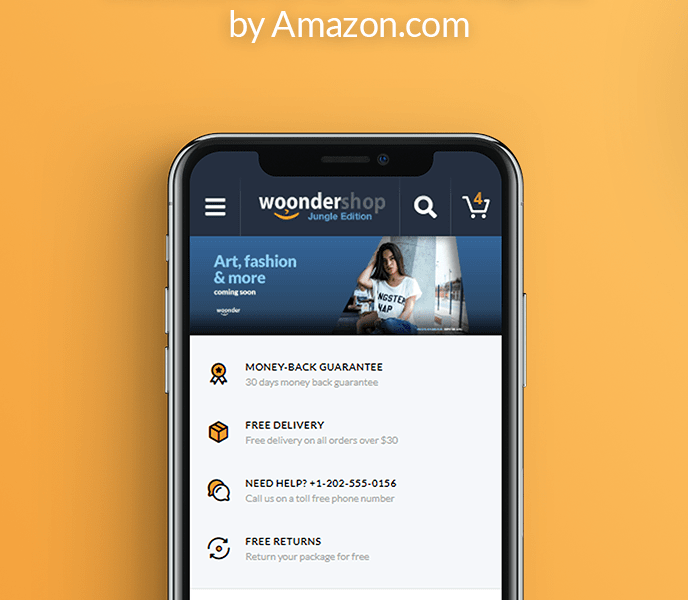 by Amazon.com
woondershop
4
Jungle Edition
Art, fashion
& more
coming soon
woonder
MONEY-BACK GUARANTEE
30 days money back guarantee
FREE DELIVERY
Free delivery on all orders over $30
NEED HELP? +1-202-555-0156
Call us on a toll free phone number
FREE RETURNS
Return your package for free